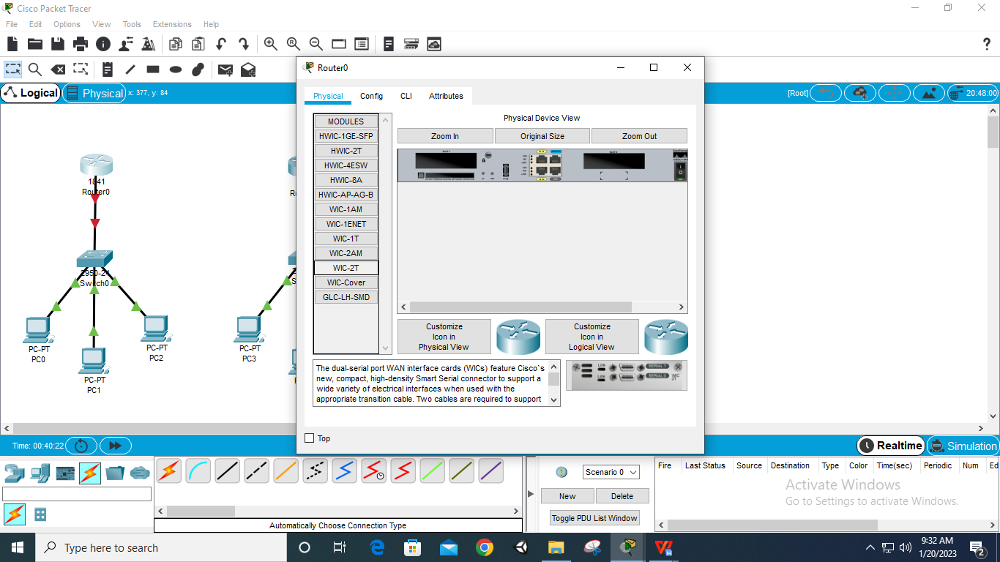 Cisco Packet Tracer
File Edit Options View Tools Extensions Help
?
Logical
Physical
x: 377, y: 84
[Root]
20:48:00
1841
Router0
2950-24
Switch0
PC-PT
PC0
PC-PT
PC1
PC-PT
PC2
PC-PT
PC3
Router0
Physical Config CLI Attributes
MODULES
HWIC-1GE-SFP
HWIC-2T
HWIC-4ESW
HWIC-8A
HWIC-AP-AG-B
WIC-1AM
WIC-1ENET
WIC-1T
WIC-2AM
WIC-2T
WIC-Cover
GLC-LH-SMD
Physical Device View
Zoom In
Original Size
Zoom Out
Customize
Icon in
Physical View
Customize
Icon in
Logical View
The dual-serial port WAN interface cards (WICs) feature Cisco`s
new, compact, high-density Smart Serial connector to support a
wide variety of electrical interfaces when used with the
appropriate transition cable. Two cables are required to support
Link
SERIAL 1
Link
SERIAL 0
WIC
2T
Top
Time: 00:40:22
Realtime
Simulation
Automatically Choose Connection Type
Scenario 0
New
Delete
Toggle PDU List Window
Fire Last Status Source Destination Type Color Time(sec) Periodic Num Ed
Activate Windows
Go to Settings to activate Windows.
Type here to search
9:32 AM
1/20/2023
2